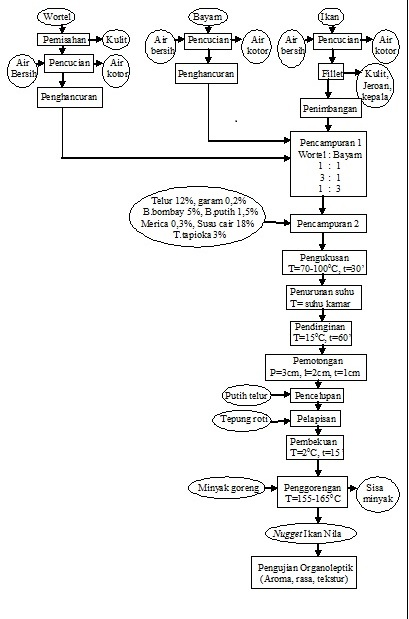 Wortel
Bayam
Ikan
Pemisahan
Kulit
Air bersih
Pencucian
Air kotor
Air bersih
Pencucian
Air kotor
Air Bersih
Pencucian
Air kotor
Penghancuran
Fillet
Kulit, Jeroan, kepala
Penghancuran
Penimbangan
Pencampuran 1
Wortel : Bayam
1 : 1
3 : 1
1 : 3
Telur 12%, garam 0,2%
B.bombay 5%, B.putih 1,5%
Merica 0,3%, Susu cair 18%
T.tapioka 3%
Pencampuran 2
Pengukusan
T=70-100°C, t=30'
Penurunan suhu
T= suhu kamar
Pendinginan
T=15°C, t=60'
Pemotongan
P=3cm, l=2cm, t=1cm
Putih telur
Pencelupan
Tepung roti
Pelapisan
Pembekuan
T=2°C, t=15'
Minyak goreng
Penggorengan
T=155-165°C
Sisa minyak
Nugget Ikan Nila
Pengujian Organoleptik
(Aroma, rasa, tekstur)